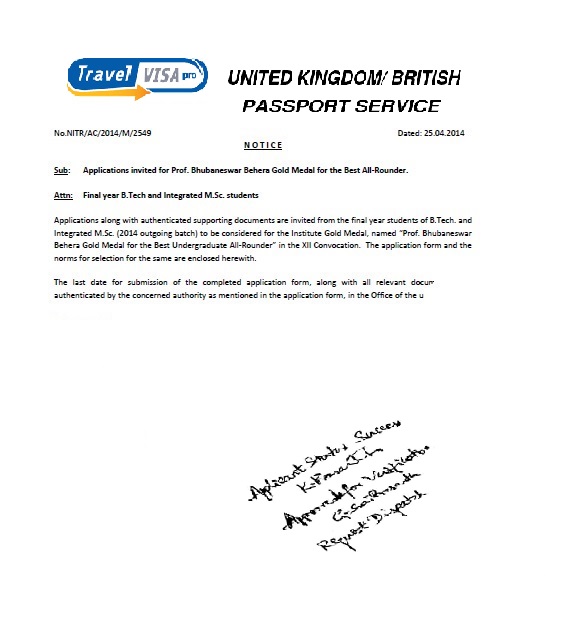 Travel VISA pro
UNITED KINGDOM/ BRITISH
PASSPORT SERVICE
No.NITR/AC/2014/M/2549 Dated: 25.04.2014
NOTICE
Sub: Applications invited for Prof. Bhubaneswar Behera Gold Medal for the Best All-Rounder.
Attn: Final year B.Tech and Integrated M.Sc. students
Applications along with authenticated supporting documents are invited from the final year students of B.Tech. and
Integrated M.Sc. (2014 outgoing batch) to be considered for the Institute Gold Medal, named “Prof. Bhubaneswar
Behera Gold Medal for the Best Undergraduate All-Rounder” in the XII Convocation. The application form and the
norms for selection for the same are enclosed herewith.
The last date for submission of the completed application form, along with all relevant docum
authenticated by the concerned authority as mentioned in the application form, in the Office of the u
Applicant Status Success
Approved for Verification
Request Dispatch